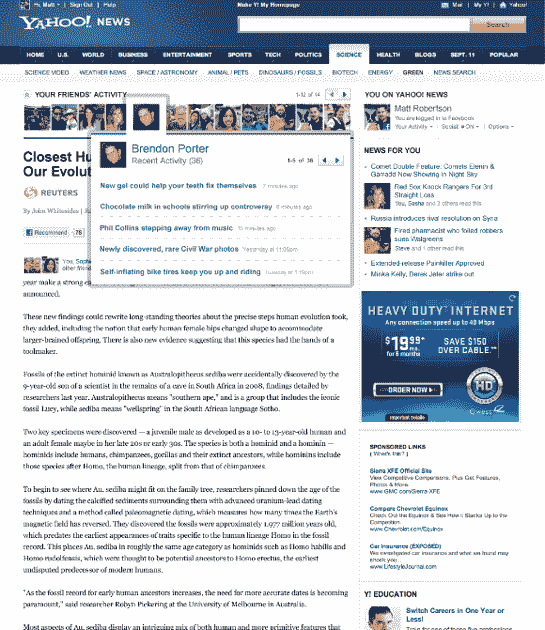 Hi, Matt | Sign Out | Help
Make Y! My Homepage
Mail | My Y! | Yahoo!
YAHOO! NEWS
Search
HOME U.S. WORLD BUSINESS ENTERTAINMENT SPORTS TECH POLITICS SCIENCE HEALTH BLOGS SEPT. 11 POPULAR
SCIENCE VIDEO WEATHER NEWS SPACE / ASTRONOMY ANIMAL / PETS DINOSAURS / FOSSILS BIOTECH ENERGY GREEN NEWS SEARCH
YOUR FRIENDS' ACTIVITY
1-12 of 14
Brendon Porter
Recent Activity (36)
1-5 of 36
New gel could help your teeth fix themselves 7 minutes ago
Chocolate milk in schools stirring up controversy 8 minutes ago
Phil Collins stepping away from music minutes ago
Newly discovered, rare Civil War photos Yesterday at 11:09pm
Self-inflating bike tires keep you up and riding at 1:19pm
Closest Hu
Our Evolut
REUTERS
By John Whitesides
Recommend 78
You, Soph
other friend
year make a strong
announced.
These new findings could rewrite long-standing theories about the precise steps human evolution took,
they added, including the notion that early human female hips changed shape to accommodate
larger-brained offspring. There is also new evidence suggesting that this species had the hands of a
toolmaker.
Fossils of the extinct hominid known as Australopithecus sediba were accidentally discovered by the
9-year-old son of a scientist in the remains of a cave in South Africa in 2008, findings detailed by
researchers last year. Australopithecus means "southern ape," and is a group that includes the iconic
fossil Lucy, while sediba means "wellspring" in the South African language Sotho.
Two key specimens were discovered — a juvenile male as developed as a 10- to 13-year-old human and
an adult female maybe in her late 20s or early 30s. The species is both a hominid and a hominin —
hominids include humans, chimpanzees, gorillas and their extinct ancestors, while hominins include
those species after Homo, the human lineage, split from that of chimpanzees.
To begin to see where Au. sediba might fit on the family tree, researchers pinned down the age of the
fossils by dating the calcified sediments surrounding them with advanced uranium-lead dating
techniques and a method called paleomagnetic dating, which measures how many times the Earth's
magnetic field has reversed. They discovered the fossils were approximately 1.977 million years old,
which predates the earliest appearances of traits specific to the human lineage Homo in the fossil
record. This places Au. sediba in roughly the same age category as hominids such as Homo habilis and
Homo rudolfensis, which were thought to be potential ancestors to Homo erectus, the earliest
undisputed predecessor of modern humans.
"As the fossil record for early human ancestors increases, the need for more accurate dates is becoming
paramount," said researcher Robyn Pickering at the University of Melbourne in Australia.
Most aspects of Au. sediba display an intriguing mix of both human and more primitive features that
YOU ON YAHOO! NEWS
Matt Robertson
You are logged in as Facebook
Your Activity | Social: ON | Options
NEWS FOR YOU
Comet Double Feature: Comets Elenin &
Garradd Now Showing in Night Sky
Red Sox Knock Rangers For 3rd
Straight Loss
You, Sasha and 2 others read this
Russia introduces rival resolution on Syria
Fired pharmacist who foiled robbers
sues Walgreens
Steve and 1 other read this
Extended-release Painkiller Approved
Minka Kelly, Derek Jeter strike out
HEAVY DUTY INTERNET
Any connection speed up to 40 Mbps
$19.99
for 6 months
SAVE $150
OVER CABLE.
ORDER NOW
HD
Qwest
Important details
SPONSORED LINKS
( What's this? )
Sierra XFE Official Site
View Competitive Comparisons, Plus Get Features,
Photos & More.
www.GMC.com/Sierra-XFE
Compare Chevrolet Equinox
Check Out the Equinox & See How It Stacks Up to the
Competition.
www.Chevrolet.com/Equinox
Car Insurance (EXPOSED)
We investigated car insurance and what we found may
shock you...
www.LifestyleJournal.com
Y! EDUCATION
Switch Careers in One Year or
Less!
Train for one of these professions